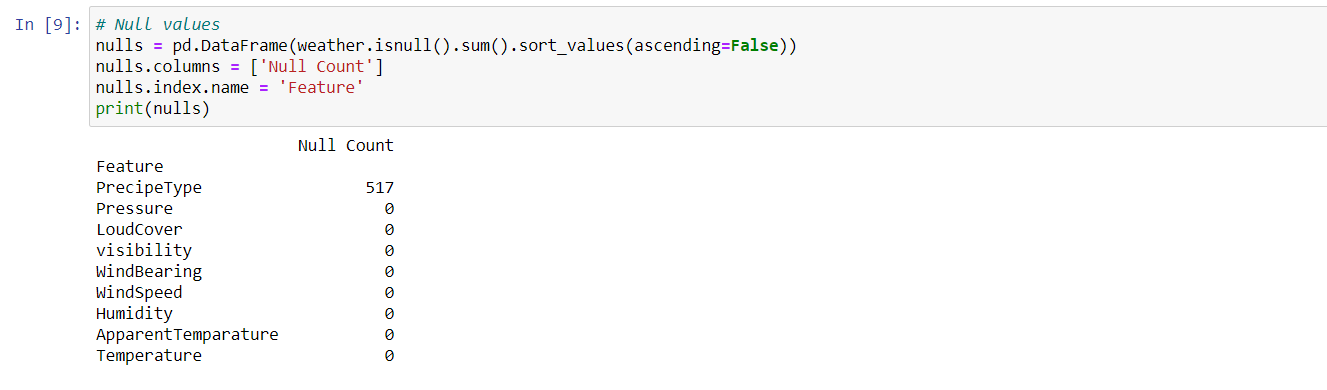 In [9]: # Null values
nulls = pd.DataFrame(weather.isnull().sum().sort_values(ascending=False))
nulls.columns = ['Null Count']
nulls.index.name = 'Feature'
print(nulls)
Null Count
Feature
PrecipeType 517
Pressure 0
LoudCover 0
visibility 0
WindBearing 0
WindSpeed 0
Humidity 0
ApparentTemparature 0
Temperature 0